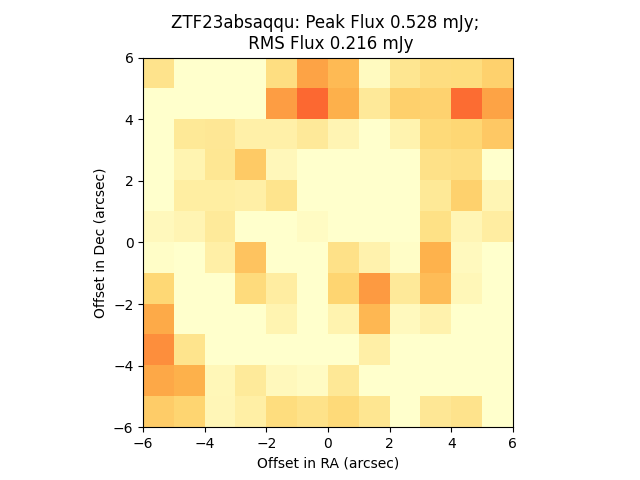 ZTF23absaqqu: Peak Flux 0.528 mJy;
RMS Flux 0.216 mJy
6
4
2
0
−2
−4
−6
Offset in Dec (arcsec)
−6 −4 −2 0 2 4 6
Offset in RA (arcsec)